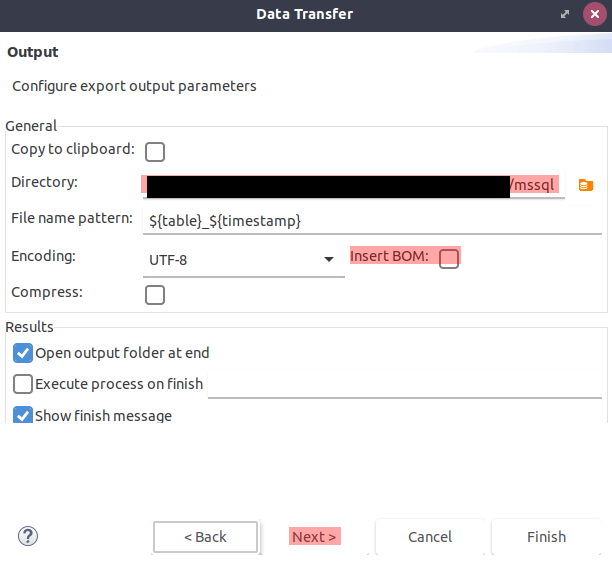 Data Transfer
Output
Configure export output parameters
General
Copy to clipboard:
Directory: /mssql
File name pattern: ${table}_${timestamp}
Encoding: UTF-8 Insert BOM:
Compress:
Results
Open output folder at end
Execute process on finish
Show finish message
? < Back Next > Cancel Finish